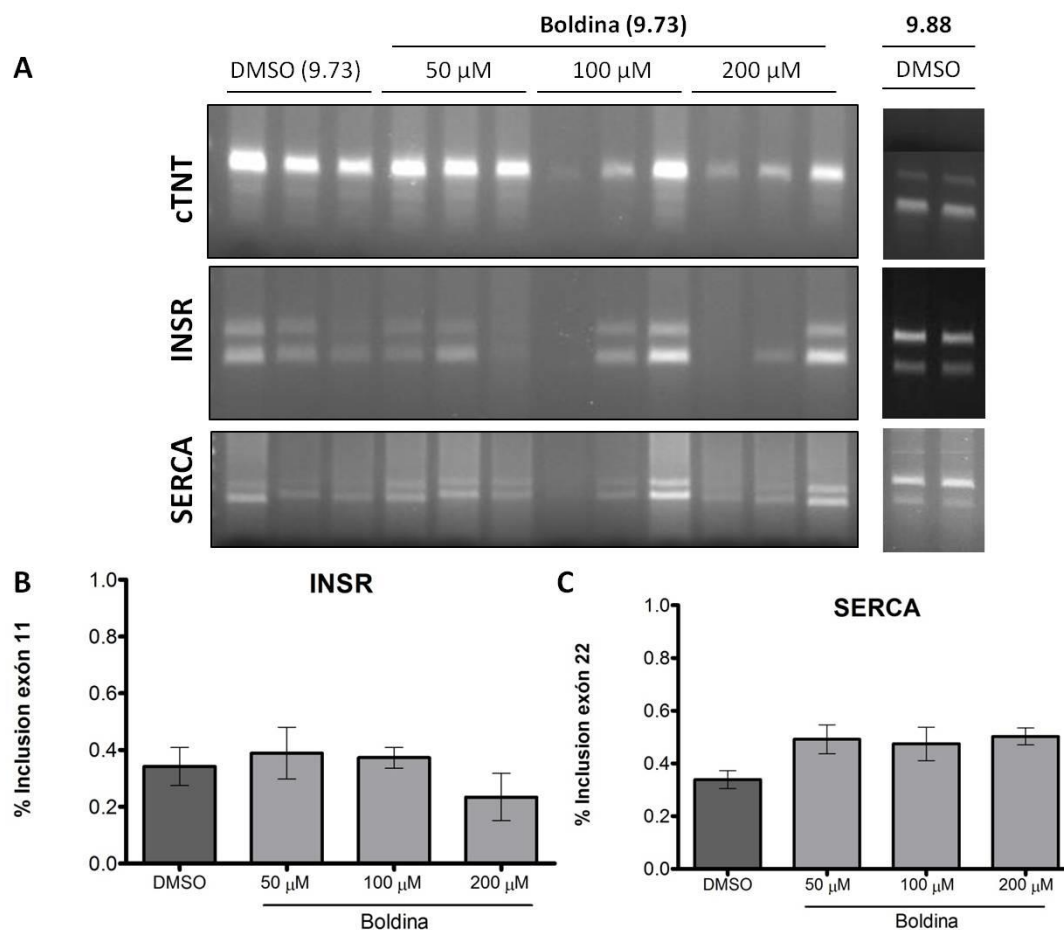 Boldina (9.73)
9.88
A
DMSO (9.73)
50 µM
100 µM
200 µM
DMSO
cTNT
INSR
SERCA
B
INSR
% Inclusion exón 11
1.0
0.8
0.6
0.4
0.2
0.0
DMSO
50 µM
100 µM
200 µM
Boldina
C
SERCA
% Inclusion exón 22
1.0
0.8
0.6
0.4
0.2
0.0
DMSO
50 µM
100 µM
200 µM
Boldina